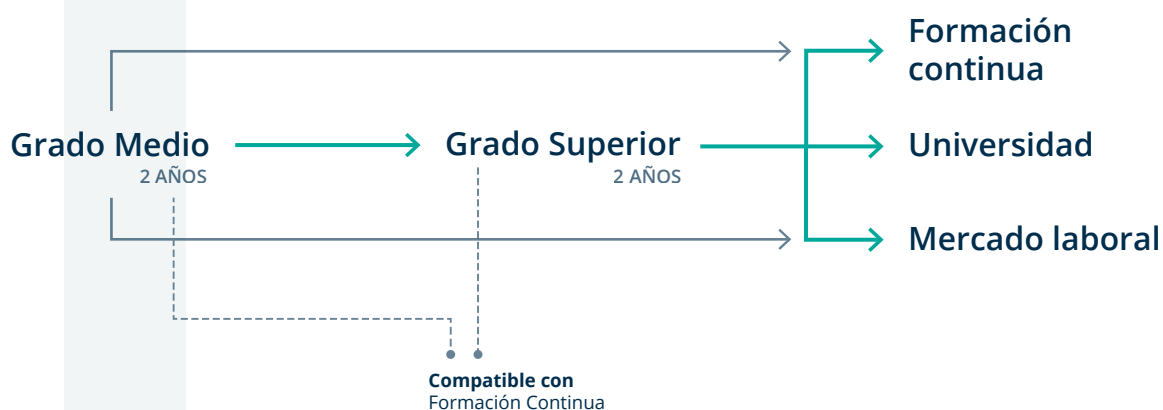 Formación
continua
Grado Medio
2 AÑOS
Grado Superior
2 AÑOS
Universidad
Mercado laboral
Compatible con
Formación Continua